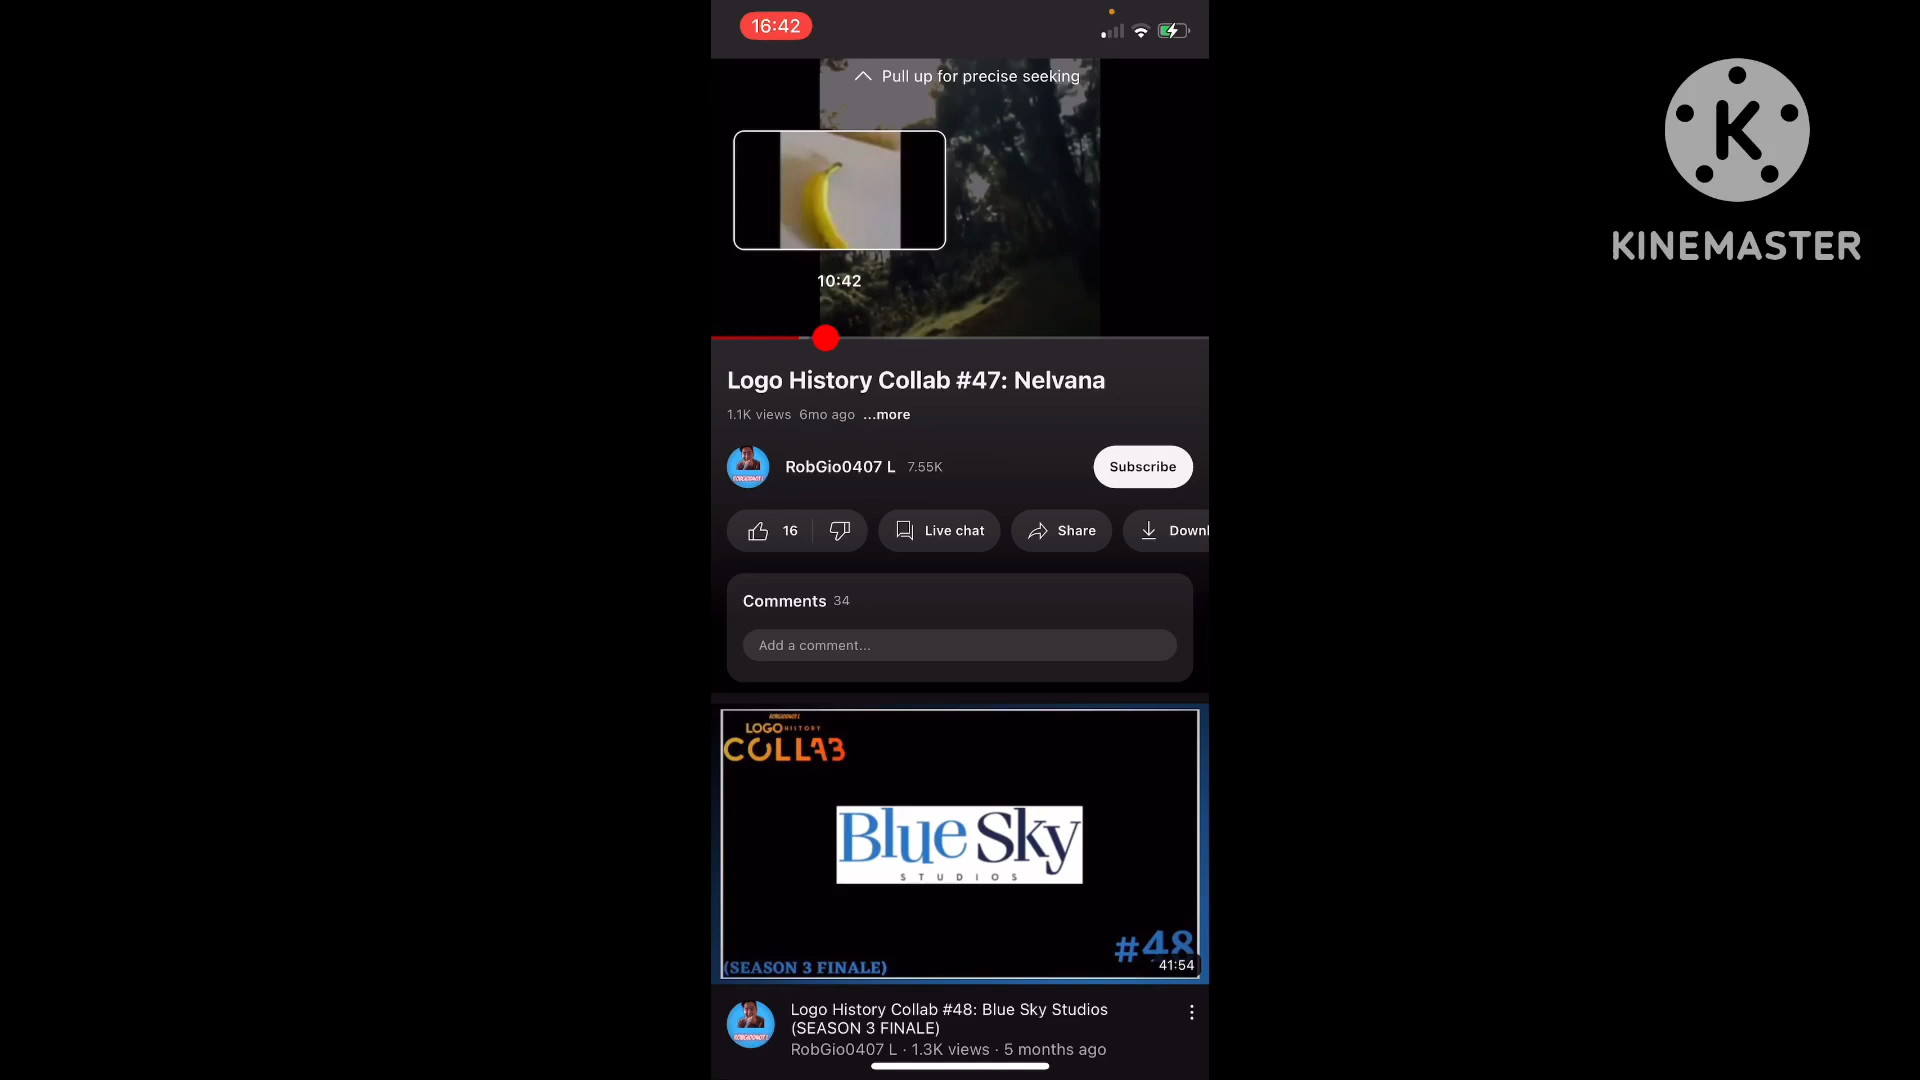 16:42
Pull up for precise seeking
10:42
Logo History Collab #47: Nelvana
1.1K views 6mo ago ...more
RobGio0407 L 7.55K
Subscribe
16
Live chat
Share
Downl
Comments 34
Add a comment...
ROBGIO0407 L
LOGO HISTORY
COLLAB
Blue Sky
STUDIOS
#48
(SEASON 3 FINALE)
41:54
Logo History Collab #48: Blue Sky Studios
(SEASON 3 FINALE)
RobGio0407 L · 1.3K views · 5 months ago
K
KINEMASTER